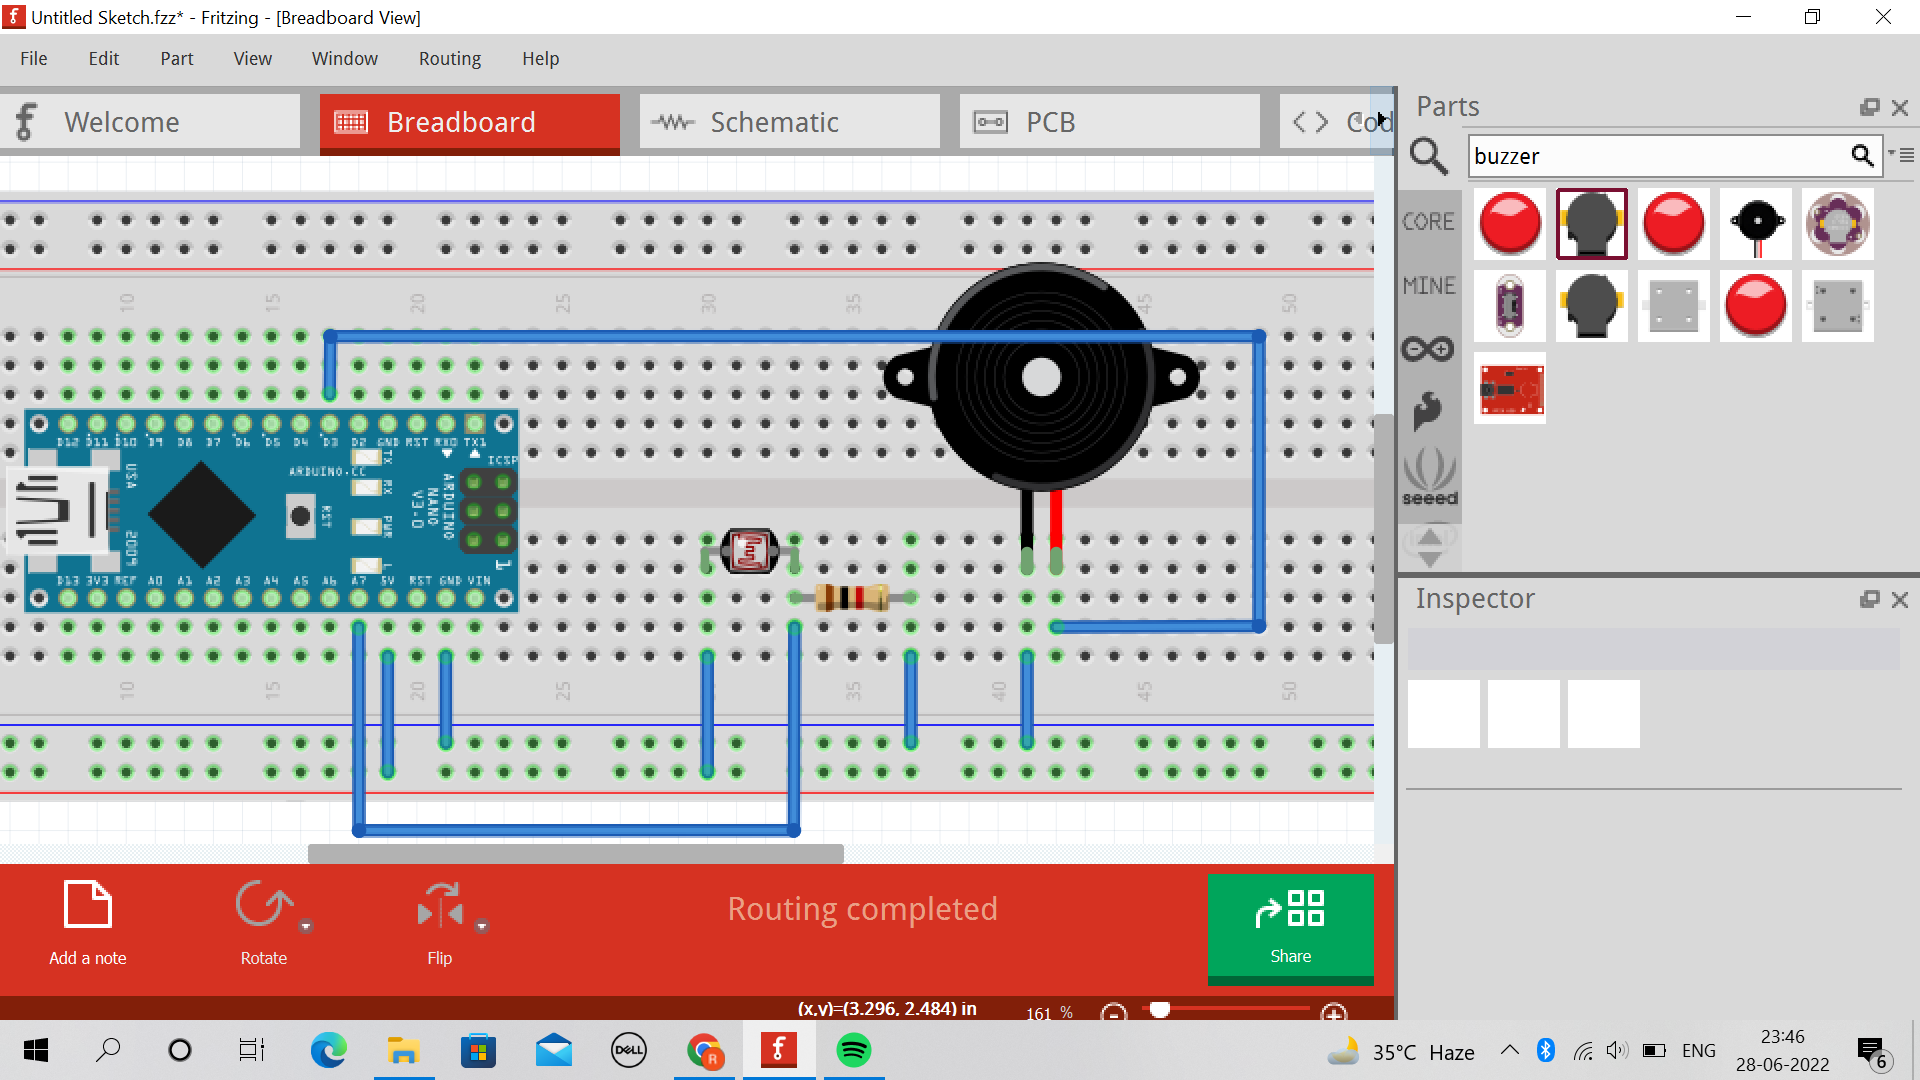 Untitled Sketch.fzz* - Fritzing - [Breadboard View]
File Edit Part View Window Routing Help
Welcome Breadboard Schematic PCB Cod
Parts
buzzer
CORE
MINE
seeed
10 15 20 25 30 35 45 50
D12 D11 D10 D9 D8 D7 D6 D5 D4 D3 D2 GND RST RX0 TX1
ICSP
ARDUINO.CC
TX
RX
PWR
L
RST
USA
2009
ARDUINO
NANO
V3.0
1
D13 3V3 REF A0 A1 A2 A3 A4 A5 A6 A7 5V RST GND VIN
10 15 20 25 30 35 40 45 50
Inspector
Add a note
Rotate
Flip
Routing completed
Share
(x,y)=(3.296, 2.484) in
161 %
DELL
R
35°C Haze
ENG
23:46
28-06-2022
6